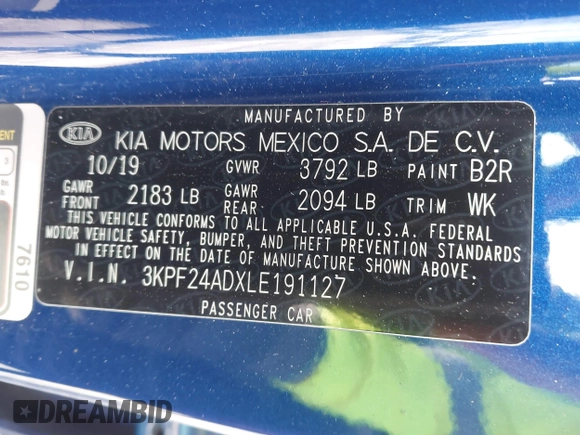 MANUFACTURED BY
KIA KIA MOTORS MEXICO S.A. DE C.V.
10/19 GVWR 3792 LB PAINT B2R
GAWR FRONT 2183 LB GAWR REAR 2094 LB TRIM WK
THIS VEHICLE CONFORMS TO ALL APPLICABLE U.S.A. FEDERAL
MOTOR VEHICLE SAFETY, BUMPER, AND THEFT PREVENTION STANDARDS
IN EFFECT ON THE DATE OF MANUFACTURE SHOWN ABOVE.
V.I.N. 3KPF24ADXLE191127
PASSENGER CAR
7610
DREAMBID